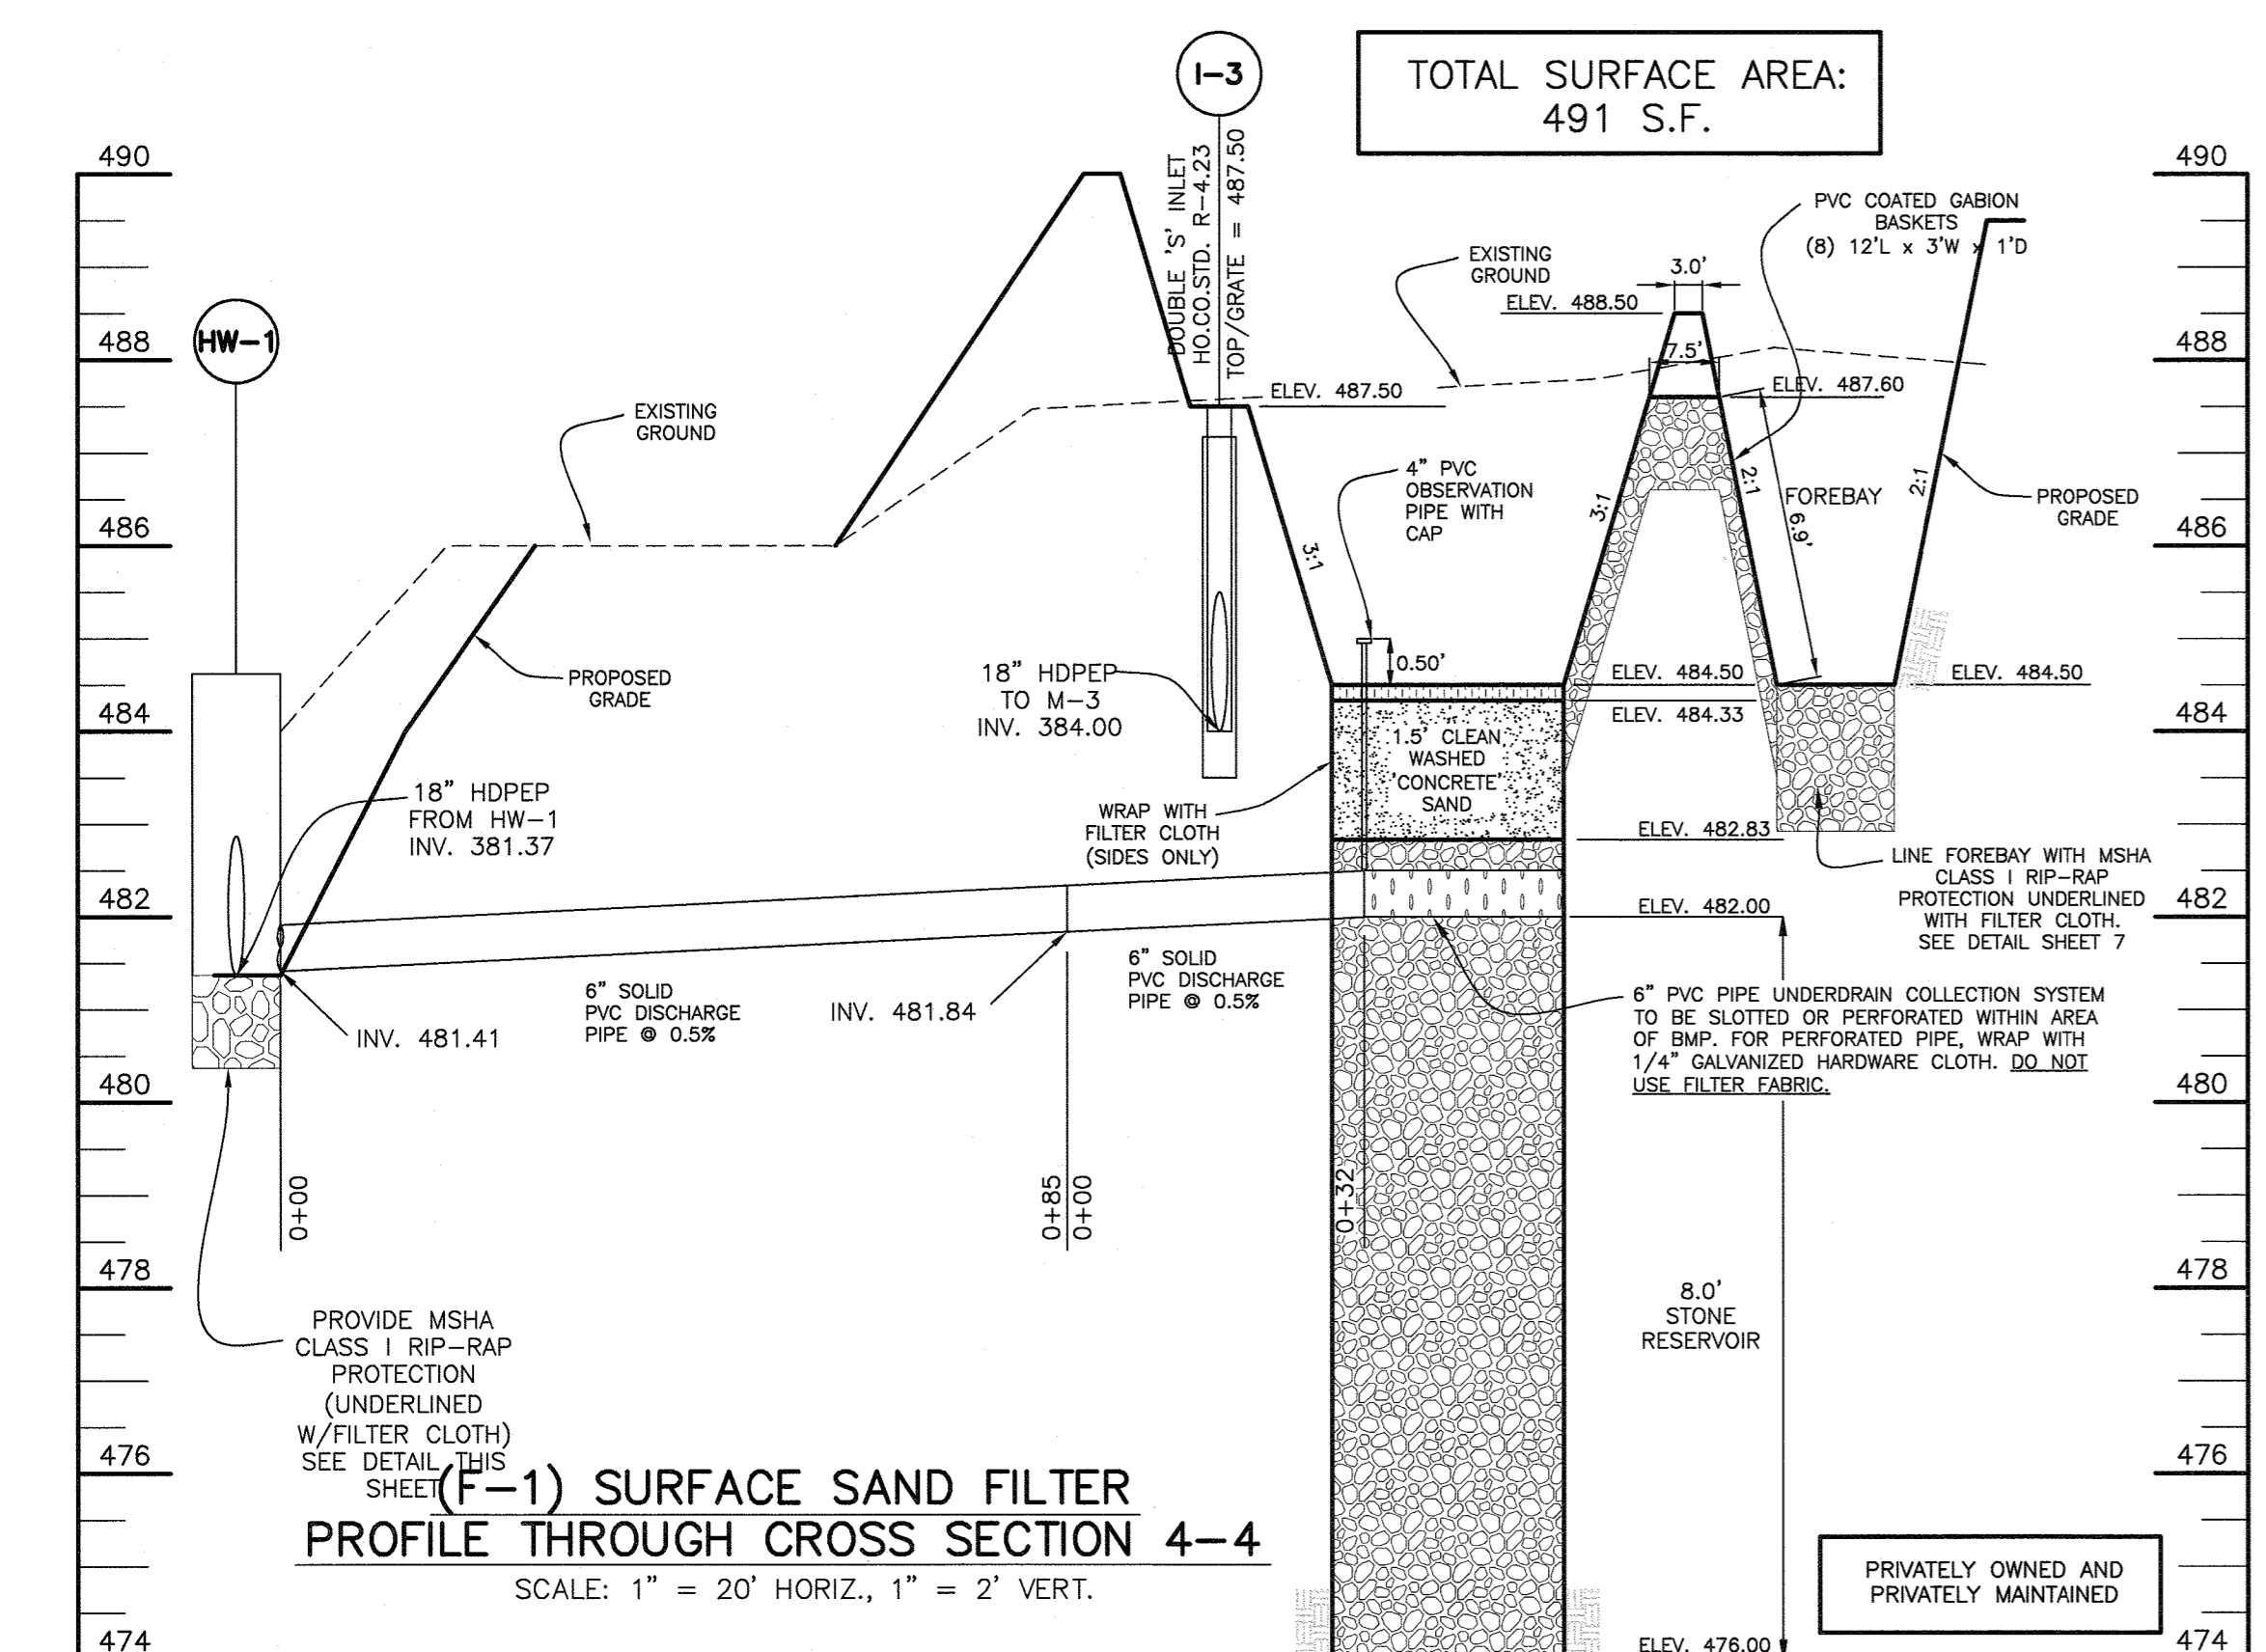 I-3
TOTAL SURFACE AREA:
491 S.F.
490
490
DOUBLE 'S' INLET
HO.CO.STD. R-4.23
TOP/GRATE = 487.50
PVC COATED GABION
BASKETS
(8) 12'L x 3'W x 1'D
EXISTING
GROUND
3.0'
ELEV. 488.50
HW-1
488
488
7.5'
ELEV. 487.50
ELEV. 487.60
EXISTING
GROUND
4" PVC
OBSERVATION
PIPE WITH
CAP
3:1
3:1
2:1
FOREBAY
6.9'
2:1
PROPOSED
GRADE
486
486
PROPOSED
GRADE
18" HDPEP
TO M-3
INV. 384.00
0.50'
ELEV. 484.50
ELEV. 484.50
484
484
ELEV. 484.33
1.5' CLEAN
WASHED
'CONCRETE'
SAND
18" HDPEP
FROM HW-1
INV. 381.37
WRAP WITH
FILTER CLOTH
(SIDES ONLY)
ELEV. 482.83
LINE FOREBAY WITH MSHA
CLASS I RIP-RAP
PROTECTION UNDERLINED
WITH FILTER CLOTH.
SEE DETAIL SHEET 7
482
482
ELEV. 482.00
6" SOLID
PVC DISCHARGE
PIPE @ 0.5%
6" SOLID
PVC DISCHARGE
PIPE @ 0.5%
INV. 481.41
INV. 481.84
6" PVC PIPE UNDERDRAIN COLLECTION SYSTEM
TO BE SLOTTED OR PERFORATED WITHIN AREA
OF BMP. FOR PERFORATED PIPE, WRAP WITH
1/4" GALVANIZED HARDWARE CLOTH. DO NOT
USE FILTER FABRIC.
480
480
0+00
0+85
0+00
0+32
478
478
8.0'
STONE
RESERVOIR
PROVIDE MSHA
CLASS I RIP-RAP
PROTECTION
(UNDERLINED
W/FILTER CLOTH)
SEE DETAIL THIS
SHEET
476
476
(F-1) SURFACE SAND FILTER
PROFILE THROUGH CROSS SECTION 4-4
SCALE: 1" = 20' HORIZ., 1" = 2' VERT.
PRIVATELY OWNED AND
PRIVATELY MAINTAINED
474
474
ELEV. 476.00